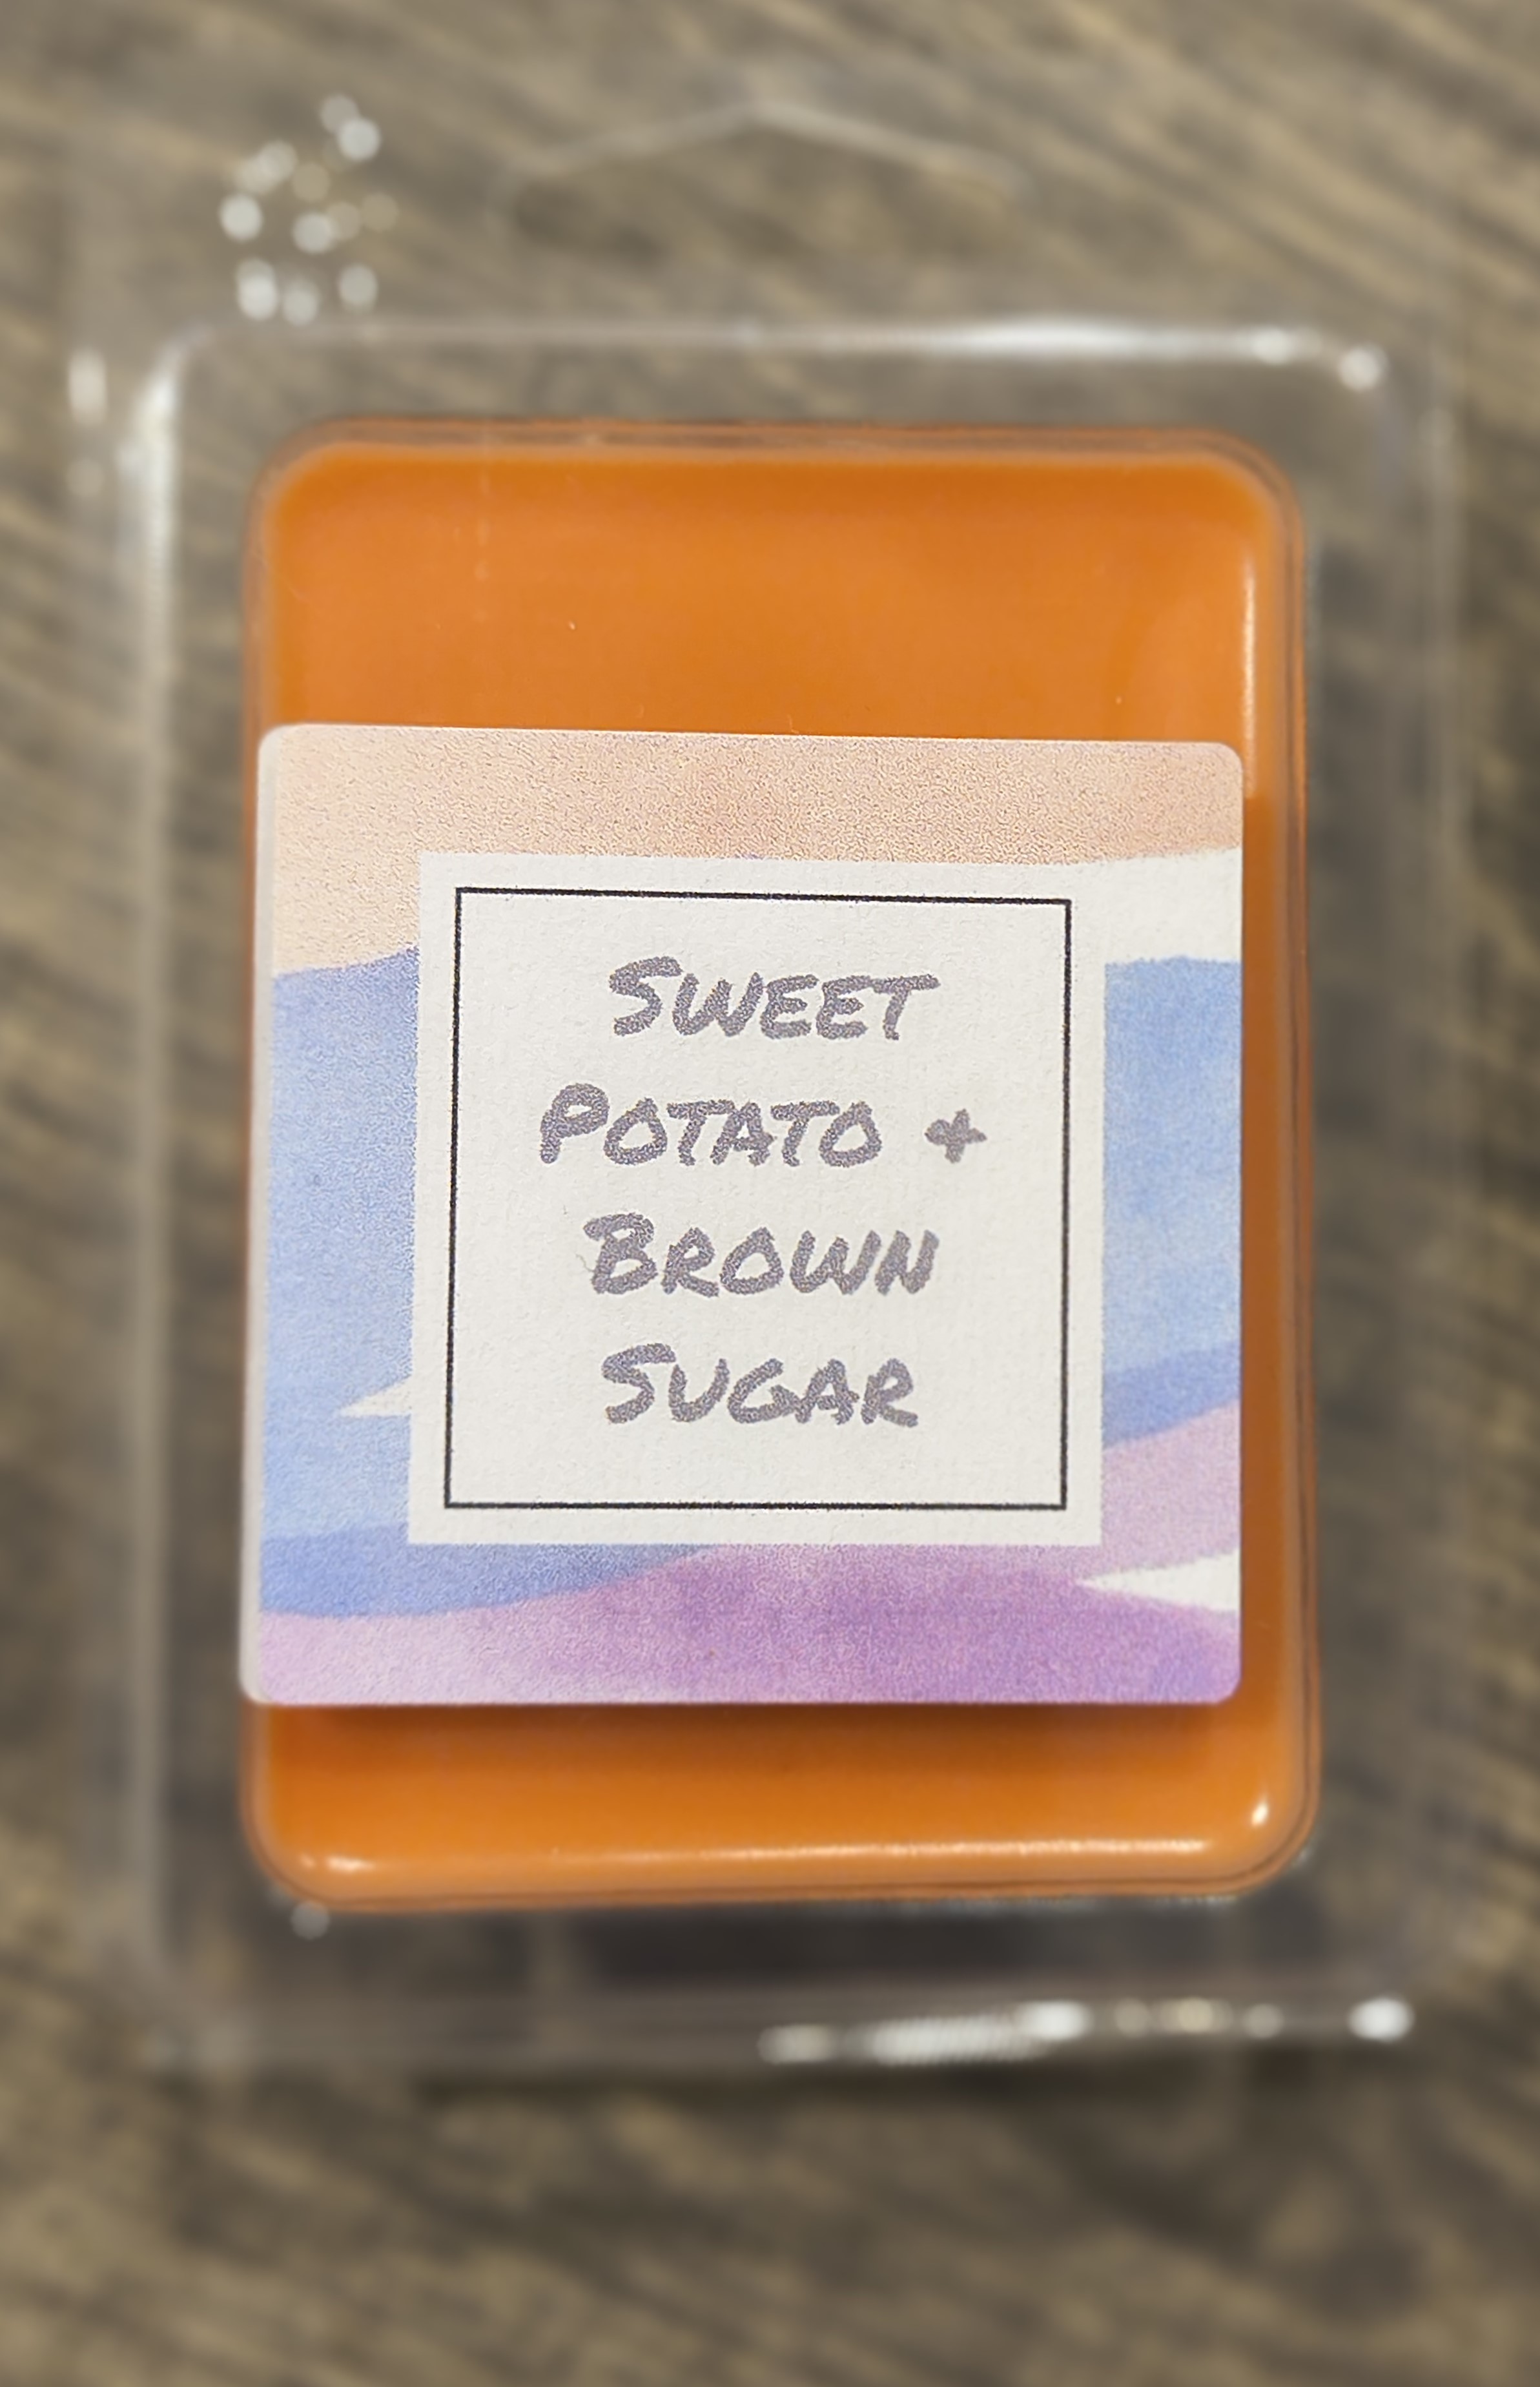 SWEET
POTATO +
BROWN
SUGAR